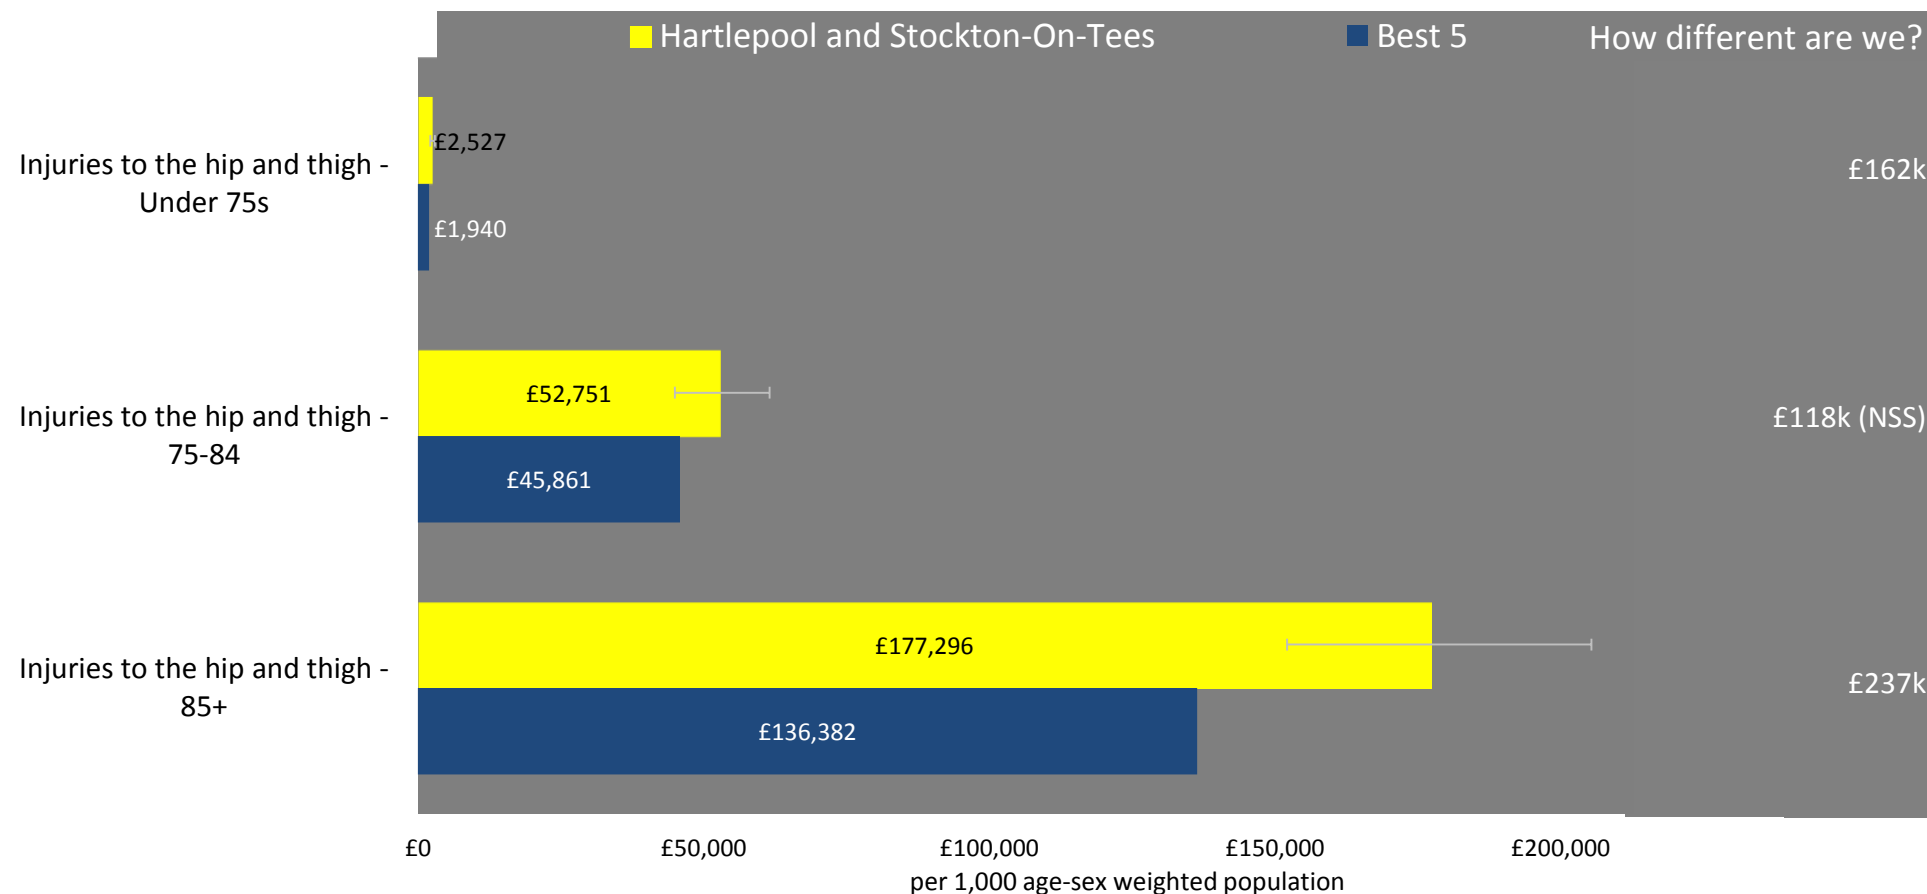 Hartlepool and Stockton-On-Tees Best 5 How different are we?
Injuries to the hip and thigh -
Under 75s
£2,527
£1,940
£162k
Injuries to the hip and thigh -
75-84
£52,751
£45,861
£118k (NSS)
Injuries to the hip and thigh -
85+
£177,296
£136,382
£237k
£0 £50,000 £100,000 £150,000 £200,000
per 1,000 age-sex weighted population